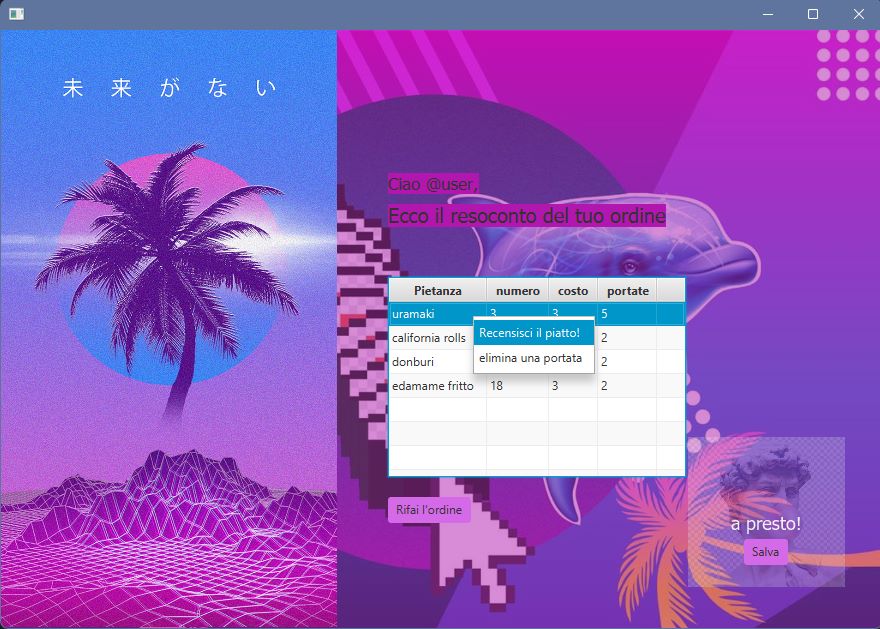 未来がない
Ciao @user,
Ecco il resoconto del tuo ordine
Pietanza numero costo portate
uramaki 3 3 5
Recensisci il piatto!
california rolls 2
elimina una portata
donburi 2
edamame fritto 18 3 2
Rifai l'ordine
a presto!
Salva